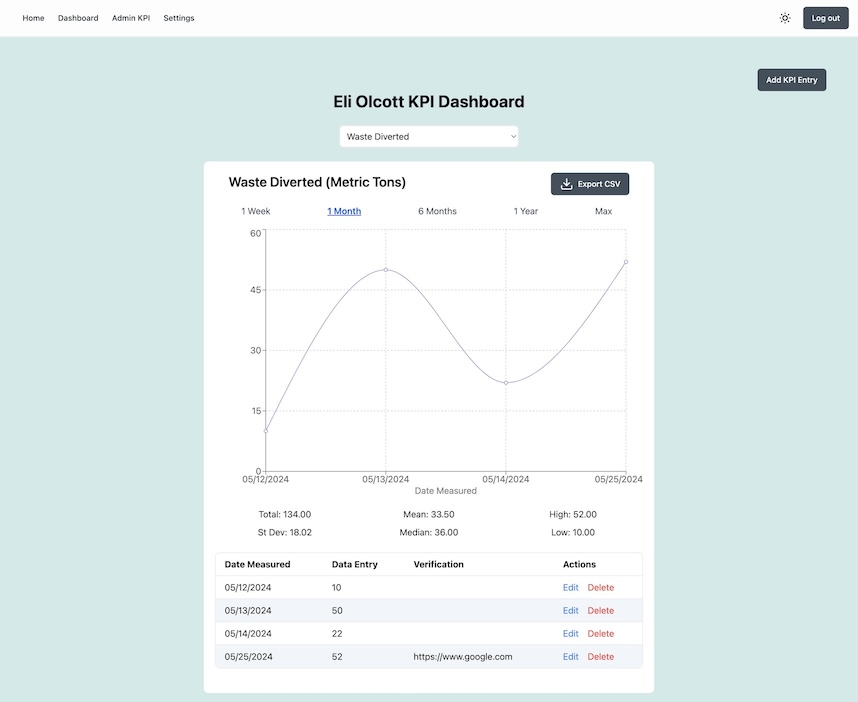 Home Dashboard Admin KPI Settings Log out
Add KPI Entry
Eli Olcott KPI Dashboard
Waste Diverted
Waste Diverted (Metric Tons) Export CSV
1 Week 1 Month 6 Months 1 Year Max
60
45
30
15
0
05/12/2024 05/13/2024 05/14/2024 05/25/2024
Date Measured
Total: 134.00 Mean: 33.50 High: 52.00
St Dev: 18.02 Median: 36.00 Low: 10.00
Date Measured Data Entry Verification Actions
05/12/2024 10 Edit Delete
05/13/2024 50 Edit Delete
05/14/2024 22 Edit Delete
05/25/2024 52 https://www.google.com Edit Delete